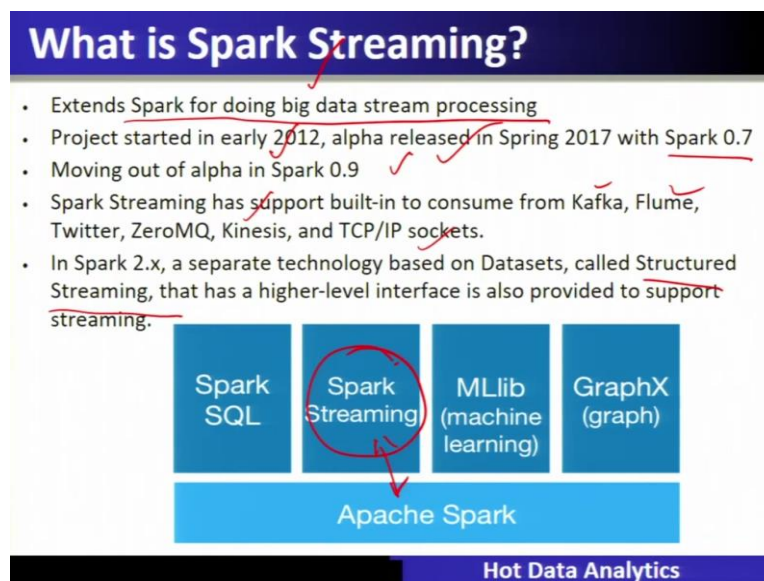 What is Spark Streaming?
• Extends Spark for doing big data stream processing
• Project started in early 2012, alpha released in Spring 2017 with Spark 0.7
• Moving out of alpha in Spark 0.9
• Spark Streaming has support built-in to consume from Kafka, Flume,
Twitter, ZeroMQ, Kinesis, and TCP/IP sockets.
• In Spark 2.x, a separate technology based on Datasets, called Structured
Streaming, that has a higher-level interface is also provided to support
streaming.
Spark
SQL
Spark
Streaming
MLlib
(machine
learning)
GraphX
(graph)
Apache Spark
Hot Data Analytics